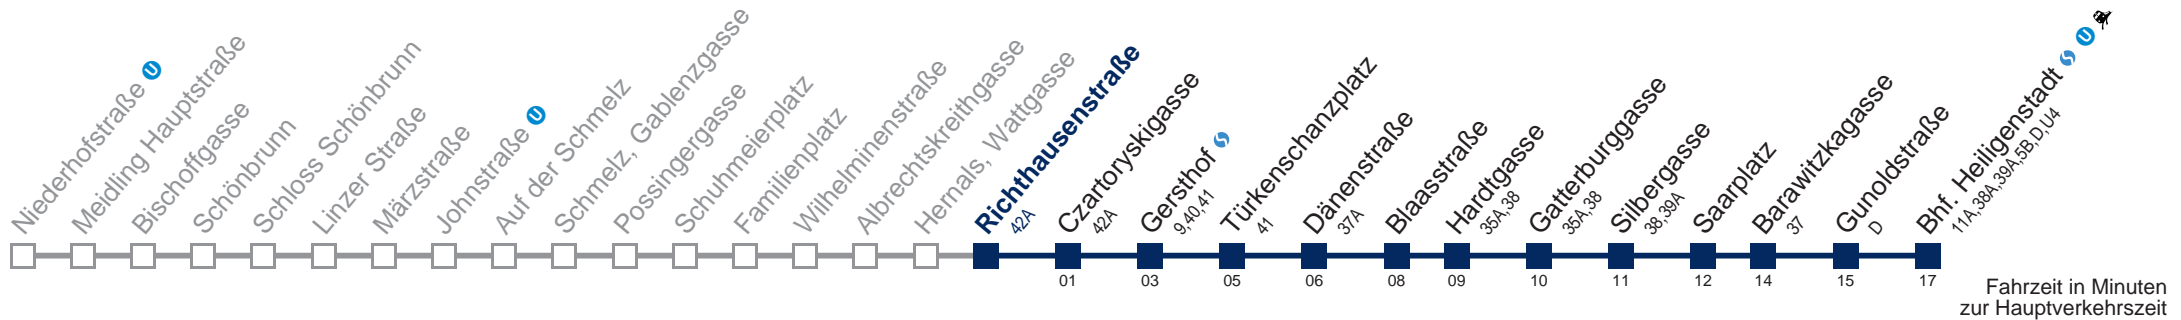 Niederhofstraße U
Meidling Hauptstraße
Bischoffgasse
Schönbrunn
Schloss Schönbrunn
Linzer Straße
Märzstraße
Johnstraße U
Auf der Schmelz
Schmelz, Gablenzgasse
Possingergasse
Schuhmeierplatz
Familienplatz
Wilhelminenstraße
Albrechtskreithgasse
Hernals, Wattgasse
Richthausenstraße
42A
Czartoryskigasse
42A
01
Gersthof S
9,40,41
03
Türkenschanzplatz
41
05
Dänenstraße
37A
06
Blaasstraße
08
Hardtgasse
35A,38
09
Gatterburggasse
35A,38
10
Silbergasse
38,39A
11
Saarplatz
12
Barawitzkagasse
37
14
Gunoldstraße
D
15
Bhf. Heiligenstadt S U
11A,38A,39A,5B,D,U4
17
Fahrzeit in Minuten
zur Hauptverkehrszeit